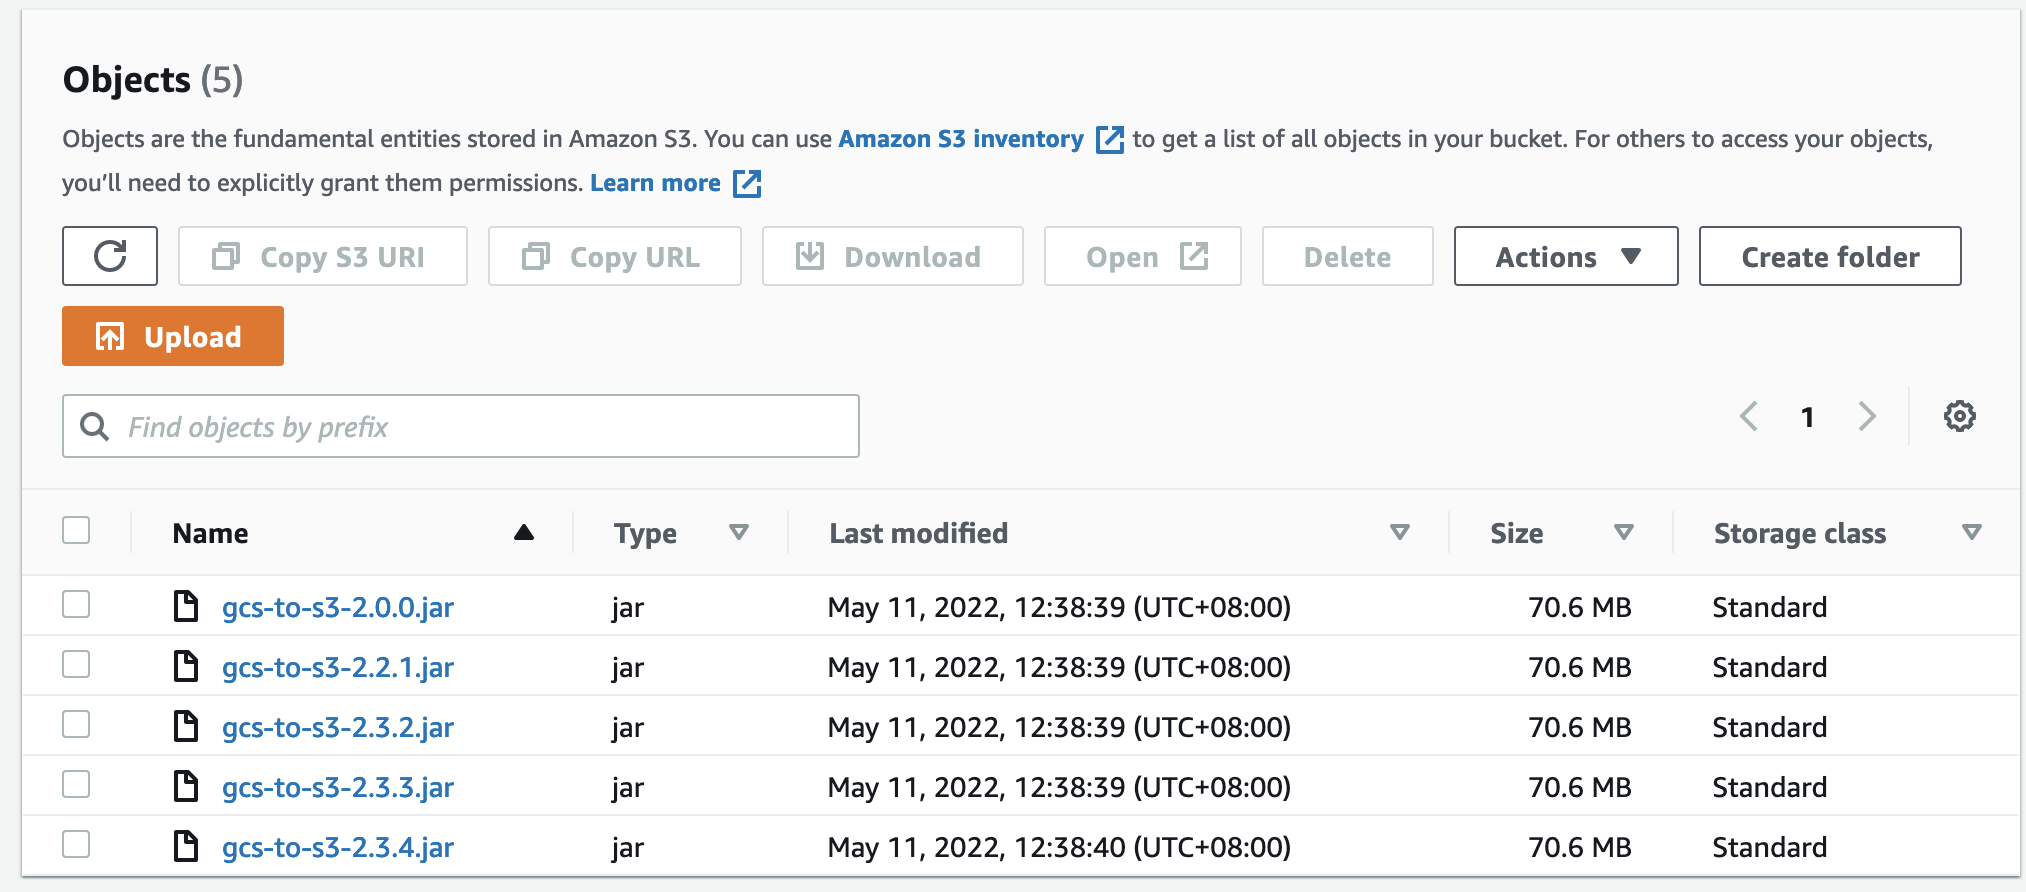 Objects (5)
Objects are the fundamental entities stored in Amazon S3. You can use Amazon S3 inventory to get a list of all objects in your bucket. For others to access your objects,
you’ll need to explicitly grant them permissions. Learn more
Copy S3 URI Copy URL Download Open Delete Actions Create folder
Upload
Find objects by prefix 1
Name Type Last modified Size Storage class
gcs-to-s3-2.0.0.jar jar May 11, 2022, 12:38:39 (UTC+08:00) 70.6 MB Standard
gcs-to-s3-2.2.1.jar jar May 11, 2022, 12:38:39 (UTC+08:00) 70.6 MB Standard
gcs-to-s3-2.3.2.jar jar May 11, 2022, 12:38:39 (UTC+08:00) 70.6 MB Standard
gcs-to-s3-2.3.3.jar jar May 11, 2022, 12:38:39 (UTC+08:00) 70.6 MB Standard
gcs-to-s3-2.3.4.jar jar May 11, 2022, 12:38:40 (UTC+08:00) 70.6 MB Standard